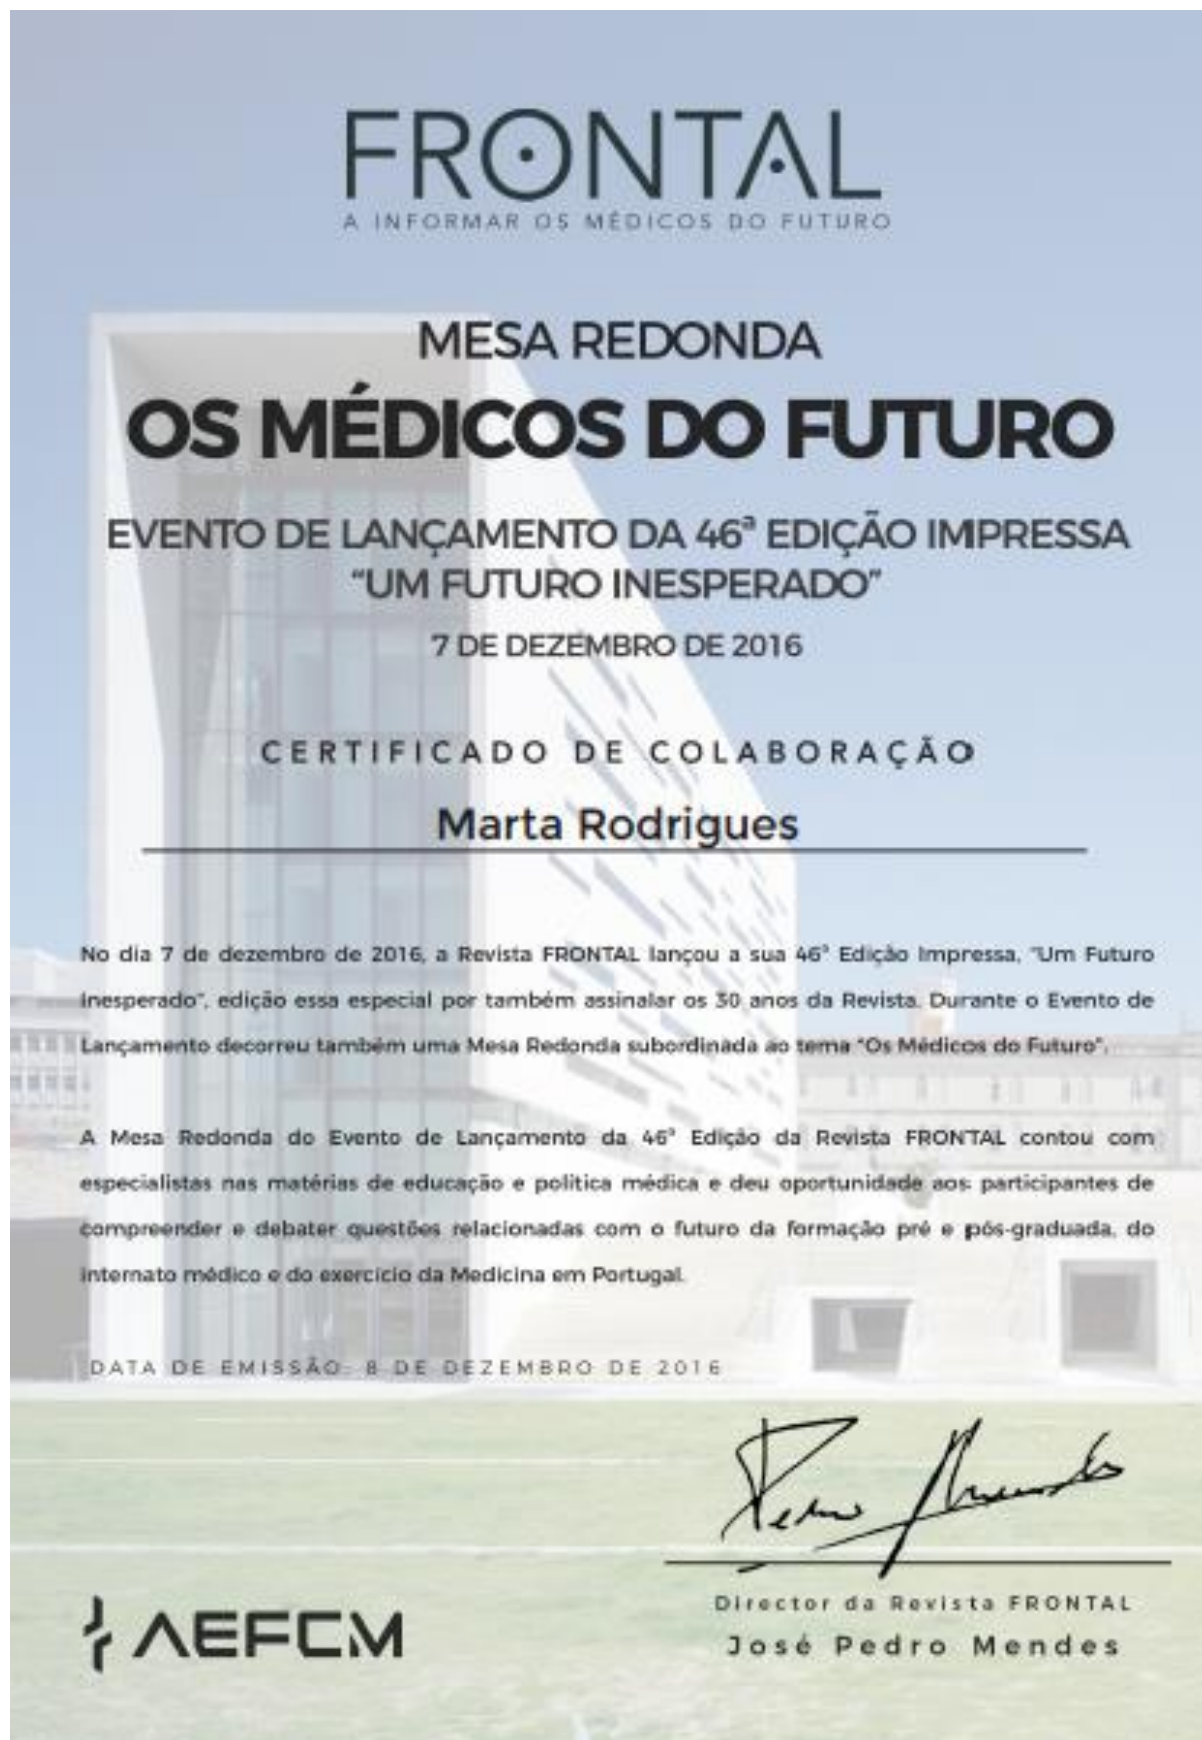 FRONTAL
A INFORMAR OS MÉDICOS DO FUTURO
MESA REDONDA
OS MÉDICOS DO FUTURO
EVENTO DE LANÇAMENTO DA 46ª EDIÇÃO IMPRESSA
“UM FUTURO INESPERADO”
7 DE DEZEMBRO DE 2016
CERTIFICADO DE COLABORAÇÃO
Marta Rodrigues
No dia 7 de dezembro de 2016, a Revista FRONTAL lançou a sua 46ª Edição Impressa, “Um Futuro
Inesperado”, edição essa especial por também assinalar os 30 anos da Revista. Durante o Evento de
Lançamento decorreu também uma Mesa Redonda subordinada ao tema “Os Médicos do Futuro”.
A Mesa Redonda do Evento de Lançamento da 46ª Edição da Revista FRONTAL contou com
especialistas nas matérias de educação e política médica e deu oportunidade aos participantes de
compreender e debater questões relacionadas com o futuro da formação pré e pós-graduada, do
internato médico e do exercício da Medicina em Portugal.
DATA DE EMISSÃO: 8 DE DEZEMBRO DE 2016
Pedro Mendes
Director da Revista FRONTAL
José Pedro Mendes
AEFCM